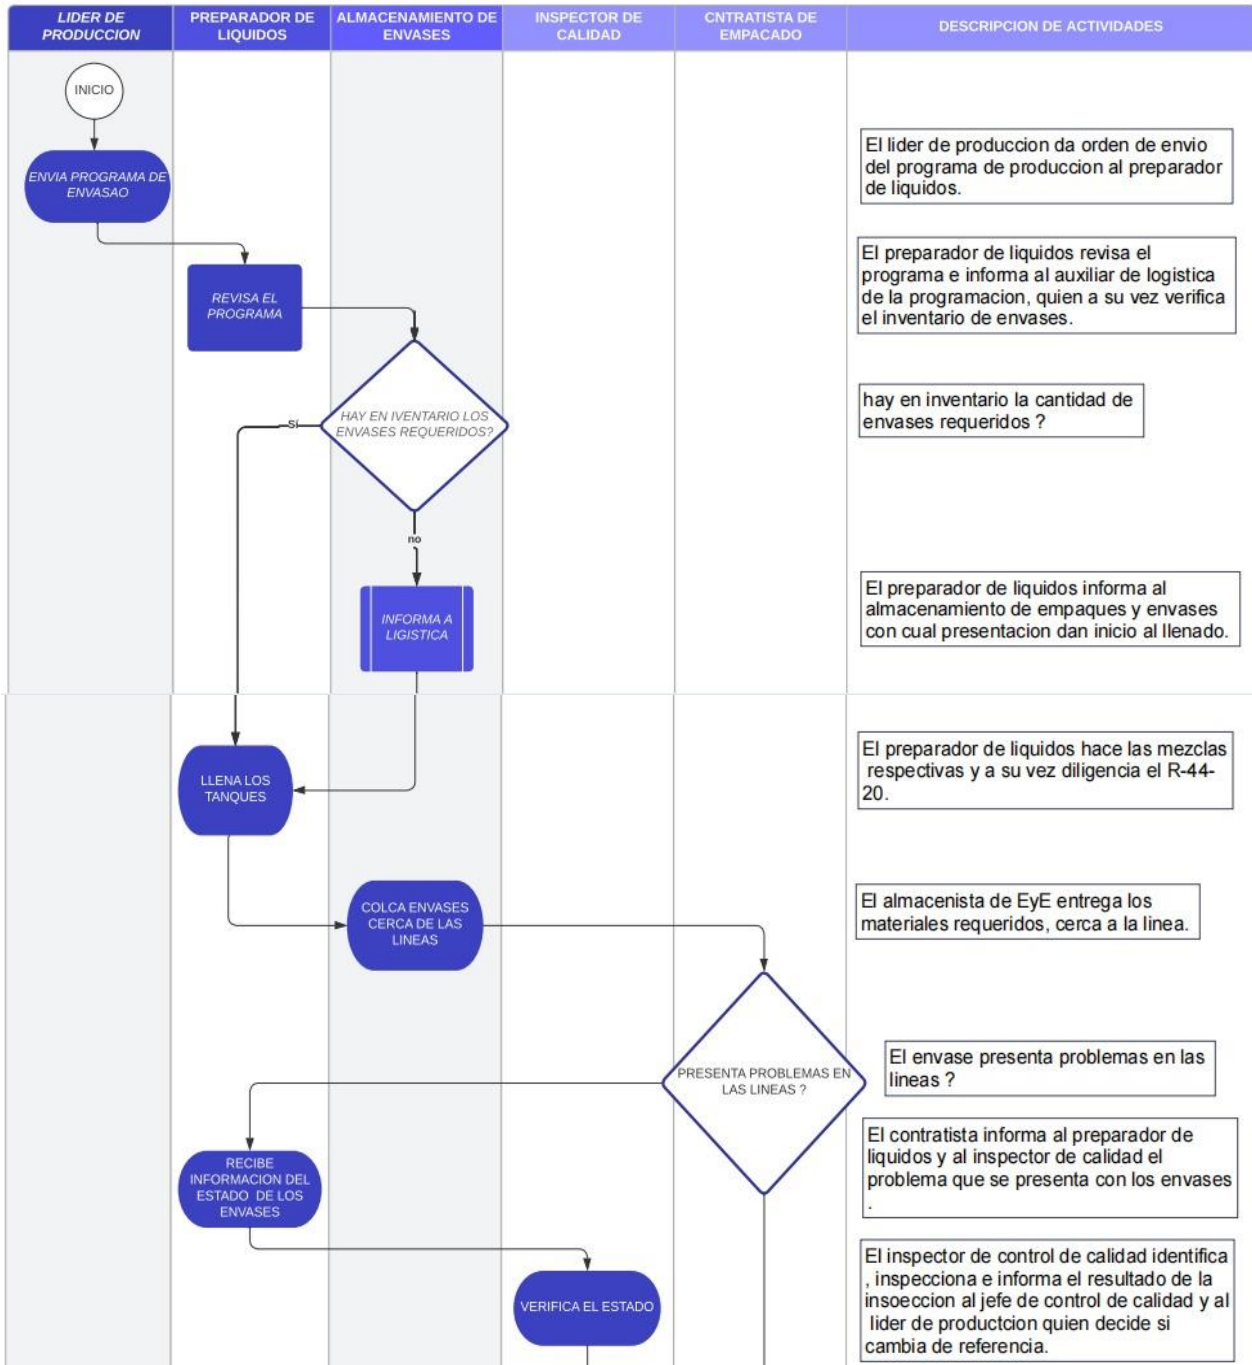 LIDER DE
PRODUCCION
PREPARADOR DE
LIQUIDOS
ALMACENAMIENTO DE
ENVASES
INSPECTOR DE
CALIDAD
CNTRATISTA DE
EMPACADO
DESCRIPCION DE ACTIVIDADES
INICIO
ENVIA PROGRAMA DE
ENVASAO
El lider de produccion da orden de envio
del programa de produccion al preparador
de liquidos.
REVISA EL
PROGRAMA
El preparador de liquidos revisa el
programa e informa al auxiliar de logistica
de la programacion, quien a su vez verifica
el inventario de envases.
HAY EN IVENTARIO LOS
ENVASES REQUERIDOS?
Sí
no
hay en inventario la cantidad de
envases requeridos ?
INFORMA A
LIGISTICA
El preparador de liquidos informa al
almacenamiento de empaques y envases
con cual presentacion dan inicio al llenado.
LLENA LOS
TANQUES
El preparador de liquidos hace las mezclas
respectivas y a su vez diligencia el R-44-
20.
COLCA ENVASES
CERCA DE LAS
LINEAS
El almacenista de EyE entrega los
materiales requeridos, cerca a la linea.
PRESENTA PROBLEMAS EN
LAS LINEAS ?
El envase presenta problemas en las
lineas ?
RECIBE
INFORMACION DEL
ESTADO DE LOS
ENVASES
El contratista informa al preparador de
liquidos y al inspector de calidad el
problema que se presenta con los envases
.
VERIFICA EL ESTADO
El inspector de control de calidad identifica
, inspecciona e informa el resultado de la
insoeccion al jefe de control de calidad y al
lider de productcion quien decide si
cambia de referencia.